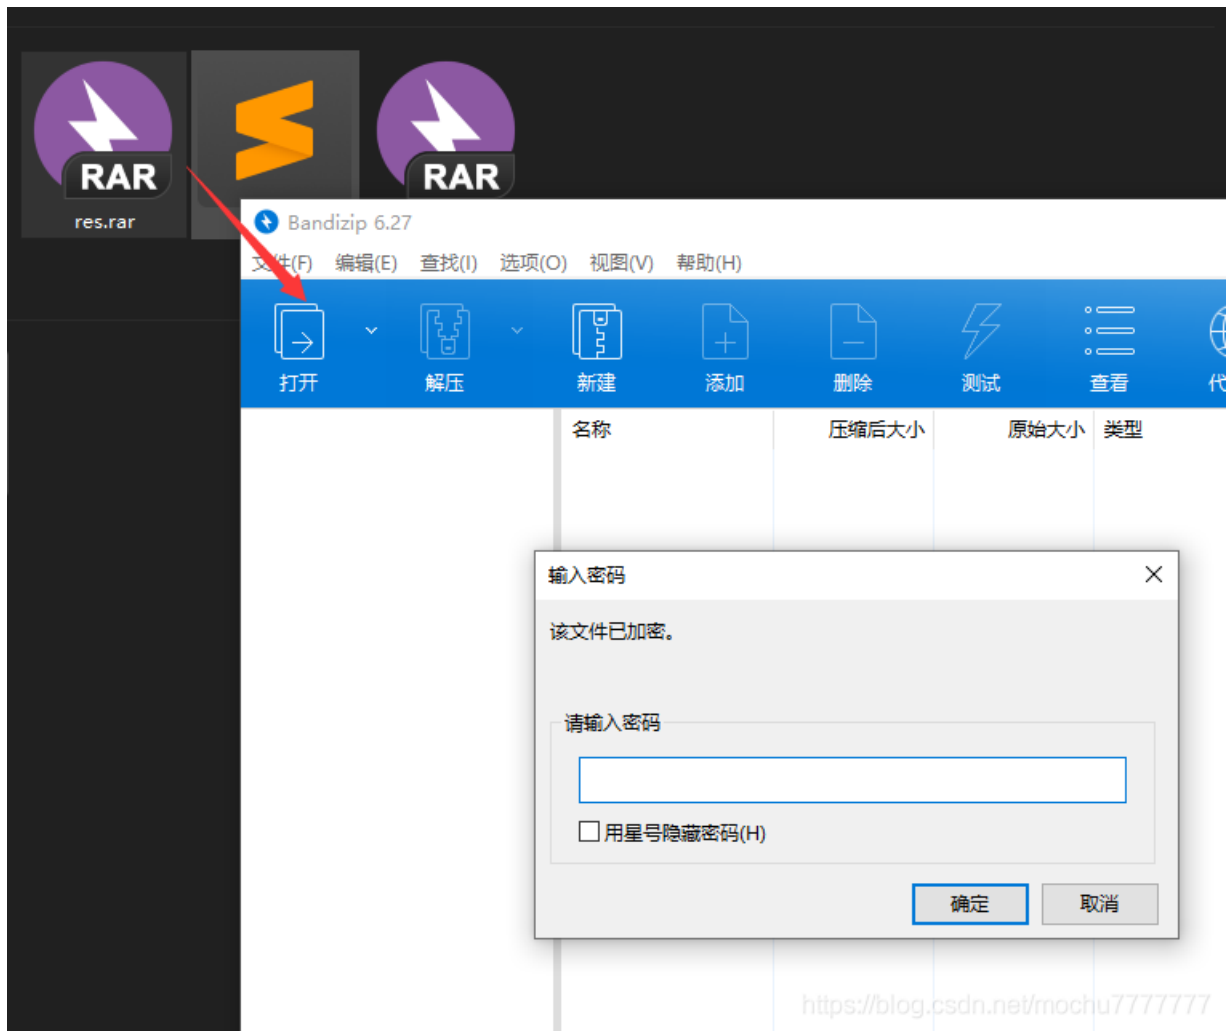 RAR
RAR
res.rar
Bandizip 6.27
文件(F) 编辑(E) 查找(I) 选项(O) 视图(V) 帮助(H)
打开 解压 新建 添加 删除 测试 查看 代
名称 压缩后大小 原始大小 类型
输入密码
该文件已加密。
请输入密码
用星号隐藏密码(H)
确定 取消
https://blog.csdn.net/mochu7777777